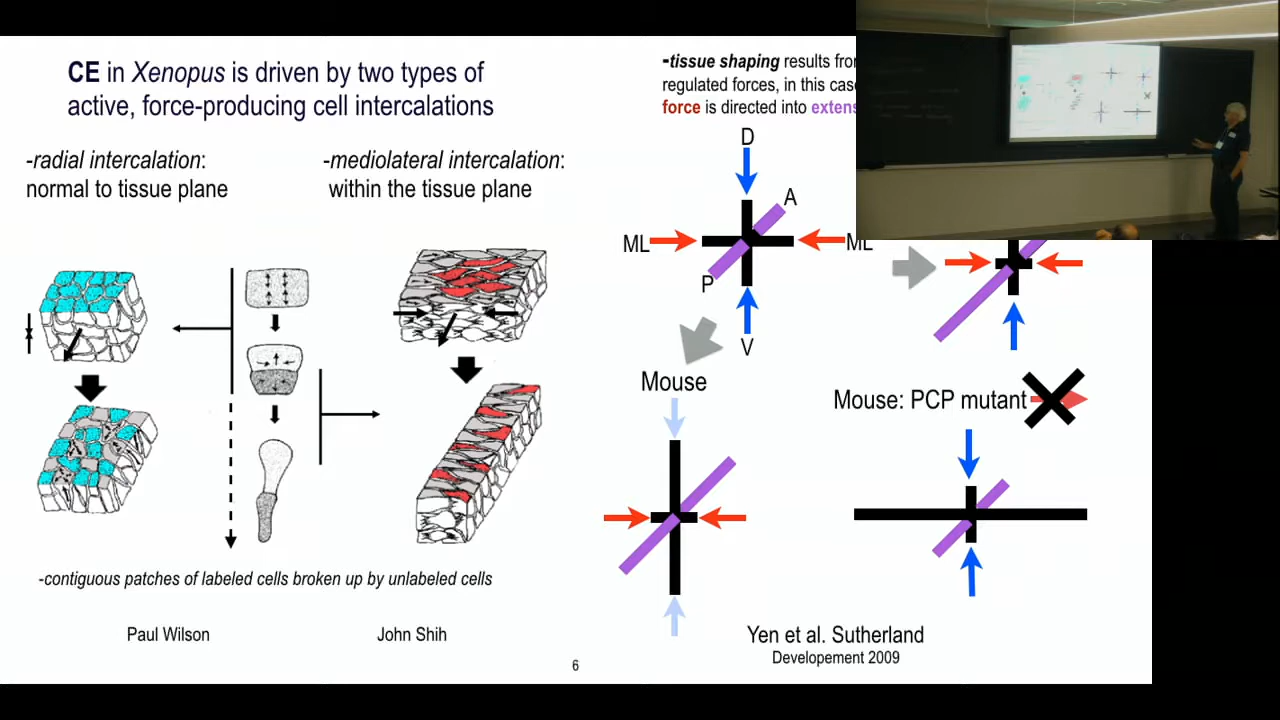 CE in Xenopus is driven by two types of
active, force-producing cell intercalations
-radial intercalation:
normal to tissue plane
-mediolateral intercalation:
within the tissue plane
-contiguous patches of labeled cells broken up by unlabeled cells
Paul Wilson
John Shih
6
-tissue shaping results from
regulated forces, in this case
force is directed into extens
D
A
ML
ML
P
V
Mouse
Mouse: PCP mutant
Yen et al. Sutherland
Developement 2009